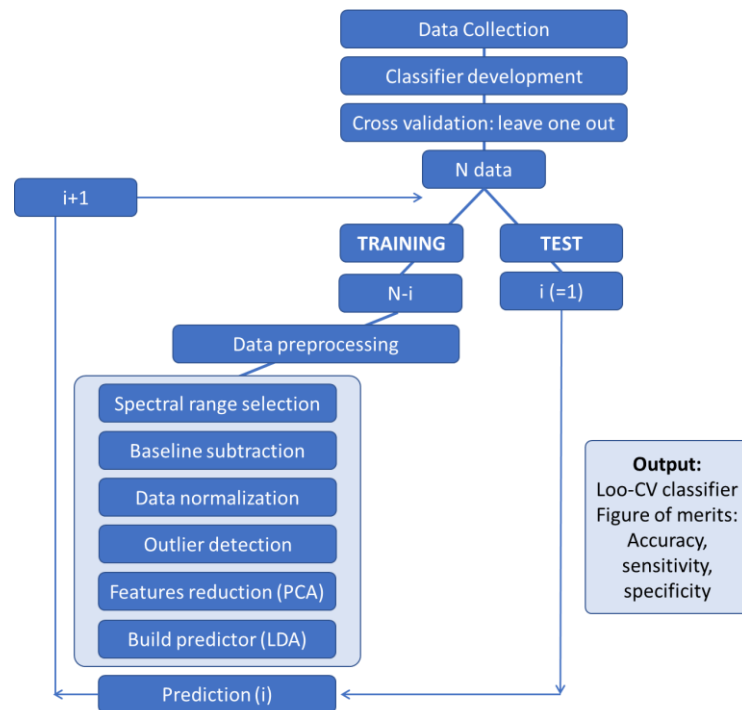 Data Collection
Classifier development
Cross validation: leave one out
N data
i+1
TRAINING
TEST
N-i
i (=1)
Data preprocessing
Spectral range selection
Baseline subtraction
Data normalization
Outlier detection
Features reduction (PCA)
Build predictor (LDA)
Prediction (i)
Output:
Loo-CV classifier
Figure of merits:
Accuracy,
sensitivity,
specificity